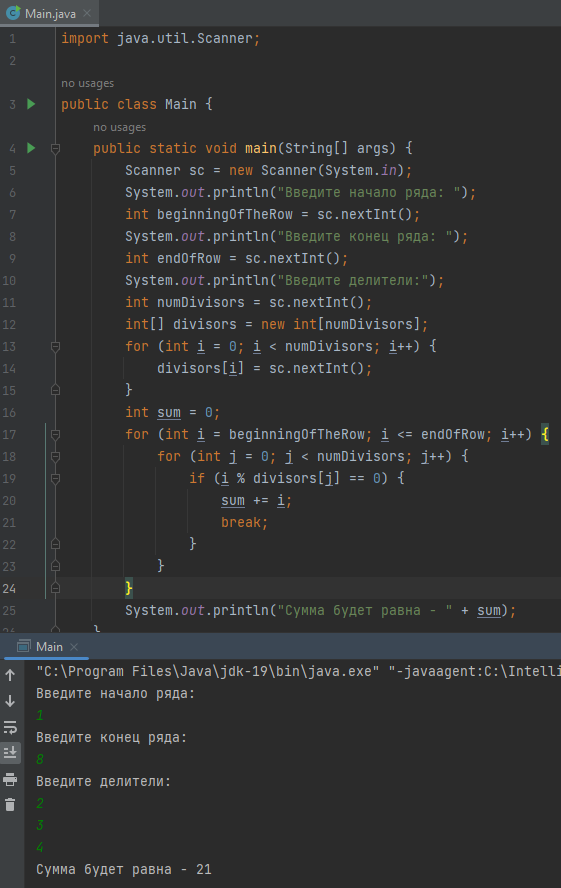 Main.java
1 import java.util.Scanner;
2
no usages
3 public class Main {
no usages
4 public static void main(String[] args) {
5 Scanner sc = new Scanner(System.in);
6 System.out.println("Введите начало ряда: ");
7 int beginningOfTheRow = sc.nextInt();
8 System.out.println("Введите конец ряда: ");
9 int endOfRow = sc.nextInt();
10 System.out.println("Введите делители:");
11 int numDivisors = sc.nextInt();
12 int[] divisors = new int[numDivisors];
13 for (int i = 0; i < numDivisors; i++) {
14 divisors[i] = sc.nextInt();
15 }
16 int sum = 0;
17 for (int i = beginningOfTheRow; i <= endOfRow; i++) {
18 for (int j = 0; j < numDivisors; j++) {
19 if (i % divisors[j] == 0) {
20 sum += i;
21 break;
22 }
23 }
24 }
25 System.out.println("Сумма будет равна - " + sum);
26 }
Main
"C:\Program Files\Java\jdk-19\bin\java.exe" "-javaagent:C:\Intelli
Введите начало ряда:
1
Введите конец ряда:
8
Введите делители:
2
3
4
Сумма будет равна - 21